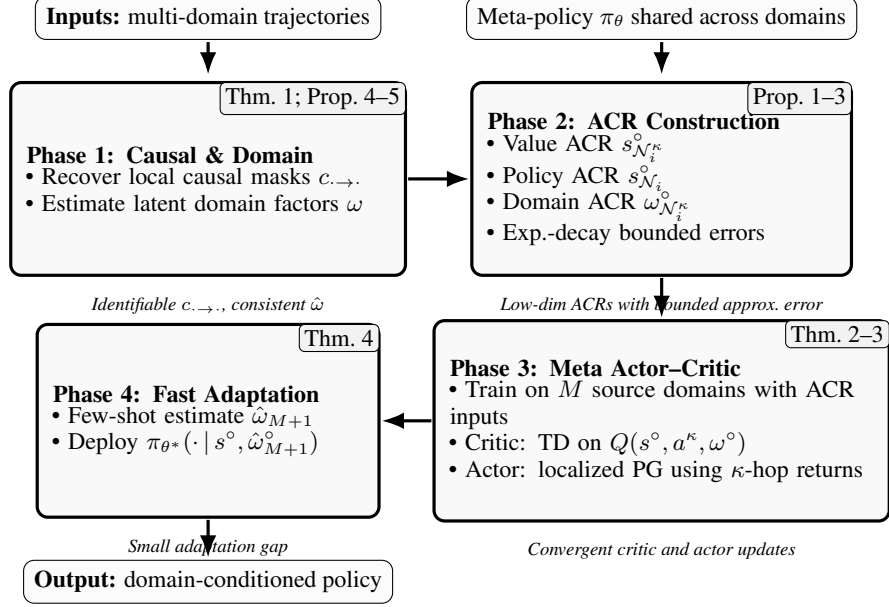 Inputs: multi-domain trajectories
Meta-policy π_θ shared across domains
Thm. 1; Prop. 4–5
Phase 1: Causal & Domain
• Recover local causal masks c_{·→·}
• Estimate latent domain factors ω
Identifiable c_{·→·}, consistent ω̂
Prop. 1–3
Phase 2: ACR Construction
• Value ACR s°_{𝒩_i^κ}
• Policy ACR s°_{𝒩_i}
• Domain ACR ω°_{𝒩_i^κ}
• Exp.-decay bounded errors
Low-dim ACRs with bounded approx. error
Thm. 2–3
Phase 3: Meta Actor–Critic
• Train on M source domains with ACR
inputs
• Critic: TD on Q(s°, a^κ, ω°)
• Actor: localized PG using κ-hop returns
Convergent critic and actor updates
Thm. 4
Phase 4: Fast Adaptation
• Few-shot estimate ω̂_{M+1}
• Deploy π_{θ*}(· | s°, ω̂°_{M+1})
Small adaptation gap
Output: domain-conditioned policy